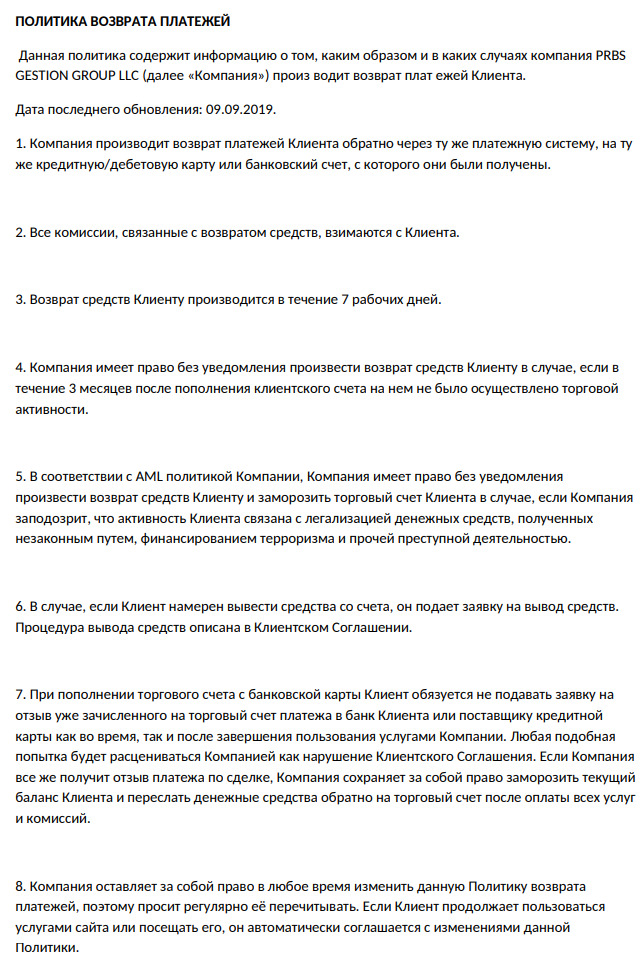 ПОЛИТИКА ВОЗВРАТА ПЛАТЕЖЕЙ
Данная политика содержит информацию о том, каким образом и в каких случаях компания PRBS
GESTION GROUP LLC (далее «Компания») произ водит возврат плат ежей Клиента.
Дата последнего обновления: 09.09.2019.
1. Компания производит возврат платежей Клиента обратно через ту же платежную систему, на ту
же кредитную/дебетовую карту или банковский счет, с которого они были получены.
2. Все комиссии, связанные с возвратом средств, взимаются с Клиента.
3. Возврат средств Клиенту производится в течение 7 рабочих дней.
4. Компания имеет право без уведомления произвести возврат средств Клиенту в случае, если в
течение 3 месяцев после пополнения клиентского счета на нем не было осуществлено торговой
активности.
5. В соответствии с AML политикой Компании, Компания имеет право без уведомления
произвести возврат средств Клиенту и заморозить торговый счет Клиента в случае, если Компания
заподозрит, что активность Клиента связана с легализацией денежных средств, полученных
незаконным путем, финансированием терроризма и прочей преступной деятельностью.
6. В случае, если Клиент намерен вывести средства со счета, он подает заявку на вывод средств.
Процедура вывода средств описана в Клиентском Соглашении.
7. При пополнении торгового счета с банковской карты Клиент обязуется не подавать заявку на
отзыв уже зачисленного на торговый счет платежа в банк Клиента или поставщику кредитной
карты как во время, так и после завершения пользования услугами Компании. Любая подобная
попытка будет расцениваться Компанией как нарушение Клиентского Соглашения. Если Компания
все же получит отзыв платежа по сделке, Компания сохраняет за собой право заморозить текущий
баланс Клиента и переслать денежные средства обратно на торговый счет после оплаты всех услуг
и комиссий.
8. Компания оставляет за собой право в любое время изменить данную Политику возврата
платежей, поэтому просит регулярно её перечитывать. Если Клиент продолжает пользоваться
услугами сайта или посещать его, он автоматически соглашается с изменениями данной
Политики.